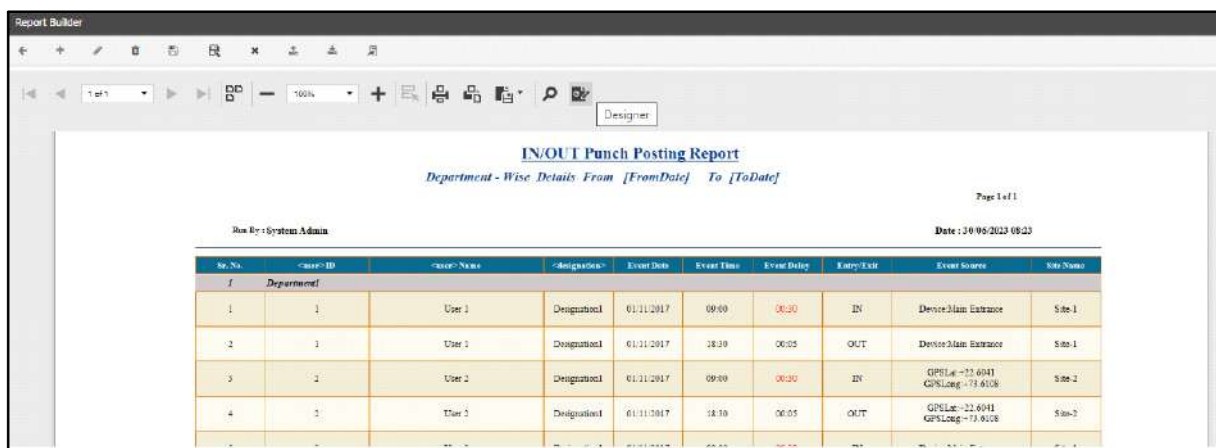 Report Builder
1 of 1
100%
Designer
IN/OUT Punch Posting Report
Department - Wise Details From [FromDate] To [ToDate]
Page 1 of 1
Run By : System Admin Date : 30/06/2023 08:23
Sr. No. <user> ID <user> Name <designation> Event Date Event Time Event Delay Entry/Exit Event Source Site Name
1 Department1
1 1 User 1 Designation1 01/11/2017 09:00 00:30 IN Device:Main Entrance Site-1
2 1 User 1 Designation1 01/11/2017 18:30 00:05 OUT Device:Main Entrance Site-1
3 2 User 2 Designation1 01/11/2017 09:00 00:30 IN GPSLat:+22.6041 GPSLong:+73.6108 Site-2
4 2 User 2 Designation1 01/11/2017 18:30 00:05 OUT GPSLat:+22.6041 GPSLong:+73.6108 Site-2